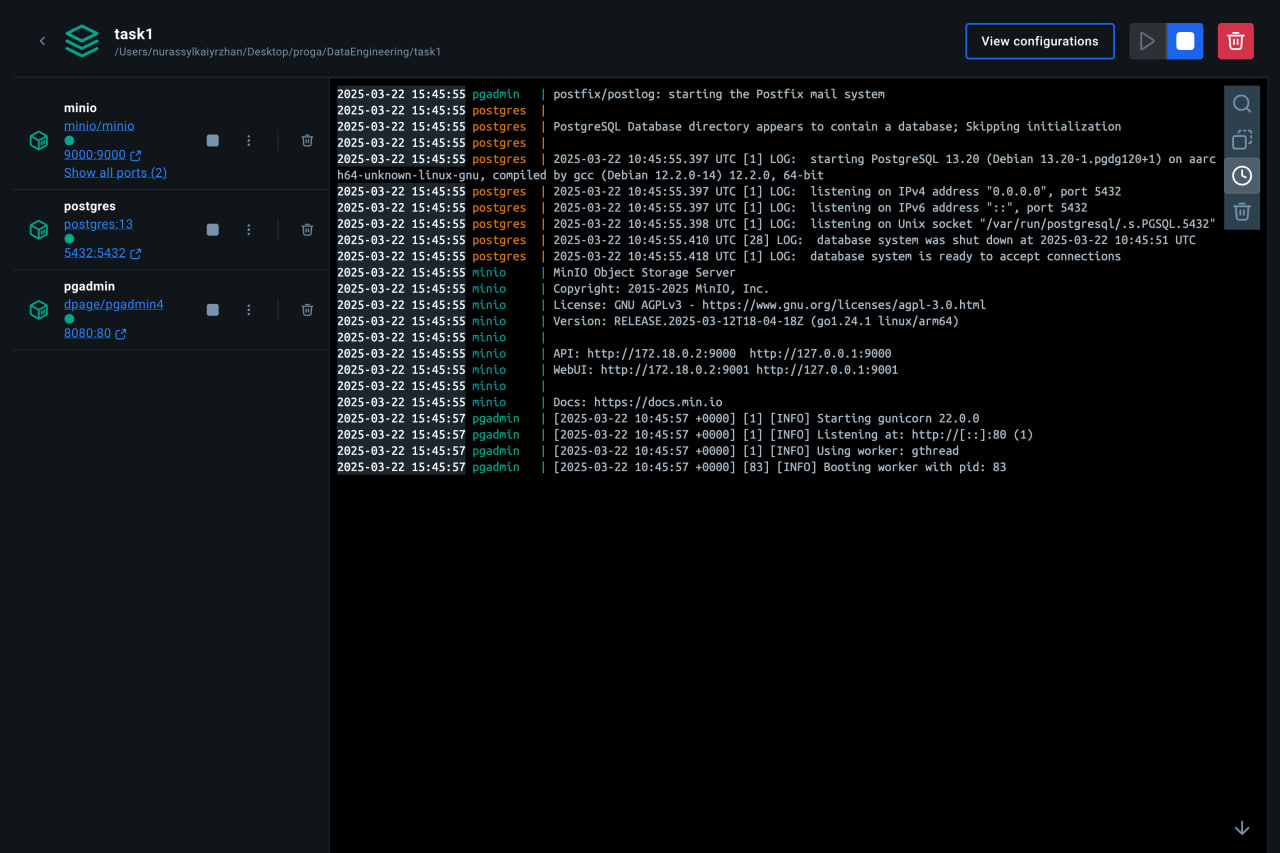 task1
/Users/nurassylkaiyrzhan/Desktop/proga/DataEngineering/task1
View configurations
minio
minio/minio
9000:9000
Show all ports (2)
postgres
postgres:13
5432:5432
pgadmin
dpage/pgadmin4
8080:80
2025-03-22 15:45:55 pgadmin | postfix/postlog: starting the Postfix mail system
2025-03-22 15:45:55 postgres |
2025-03-22 15:45:55 postgres | PostgreSQL Database directory appears to contain a database; Skipping initialization
2025-03-22 15:45:55 postgres |
2025-03-22 15:45:55 postgres | 2025-03-22 10:45:55.397 UTC [1] LOG:  starting PostgreSQL 13.20 (Debian 13.20-1.pgdg120+1) on aarc
h64-unknown-linux-gnu, compiled by gcc (Debian 12.2.0-14) 12.2.0, 64-bit
2025-03-22 15:45:55 postgres | 2025-03-22 10:45:55.397 UTC [1] LOG:  listening on IPv4 address "0.0.0.0", port 5432
2025-03-22 15:45:55 postgres | 2025-03-22 10:45:55.397 UTC [1] LOG:  listening on IPv6 address "::", port 5432
2025-03-22 15:45:55 postgres | 2025-03-22 10:45:55.398 UTC [1] LOG:  listening on Unix socket "/var/run/postgresql/.s.PGSQL.5432"
2025-03-22 15:45:55 postgres | 2025-03-22 10:45:55.410 UTC [28] LOG:  database system was shut down at 2025-03-22 10:45:51 UTC
2025-03-22 15:45:55 postgres | 2025-03-22 10:45:55.418 UTC [1] LOG:  database system is ready to accept connections
2025-03-22 15:45:55 minio | MinIO Object Storage Server
2025-03-22 15:45:55 minio | Copyright: 2015-2025 MinIO, Inc.
2025-03-22 15:45:55 minio | License: GNU AGPLv3 - https://www.gnu.org/licenses/agpl-3.0.html
2025-03-22 15:45:55 minio | Version: RELEASE.2025-03-12T18-04-18Z (go1.24.1 linux/arm64)
2025-03-22 15:45:55 minio |
2025-03-22 15:45:55 minio | API: http://172.18.0.2:9000  http://127.0.0.1:9000
2025-03-22 15:45:55 minio | WebUI: http://172.18.0.2:9001 http://127.0.0.1:9001
2025-03-22 15:45:55 minio |
2025-03-22 15:45:55 minio | Docs: https://docs.min.io
2025-03-22 15:45:57 pgadmin | [2025-03-22 10:45:57 +0000] [1] [INFO] Starting gunicorn 22.0.0
2025-03-22 15:45:57 pgadmin | [2025-03-22 10:45:57 +0000] [1] [INFO] Listening at: http://[::]:80 (1)
2025-03-22 15:45:57 pgadmin | [2025-03-22 10:45:57 +0000] [1] [INFO] Using worker: gthread
2025-03-22 15:45:57 pgadmin | [2025-03-22 10:45:57 +0000] [83] [INFO] Booting worker with pid: 83